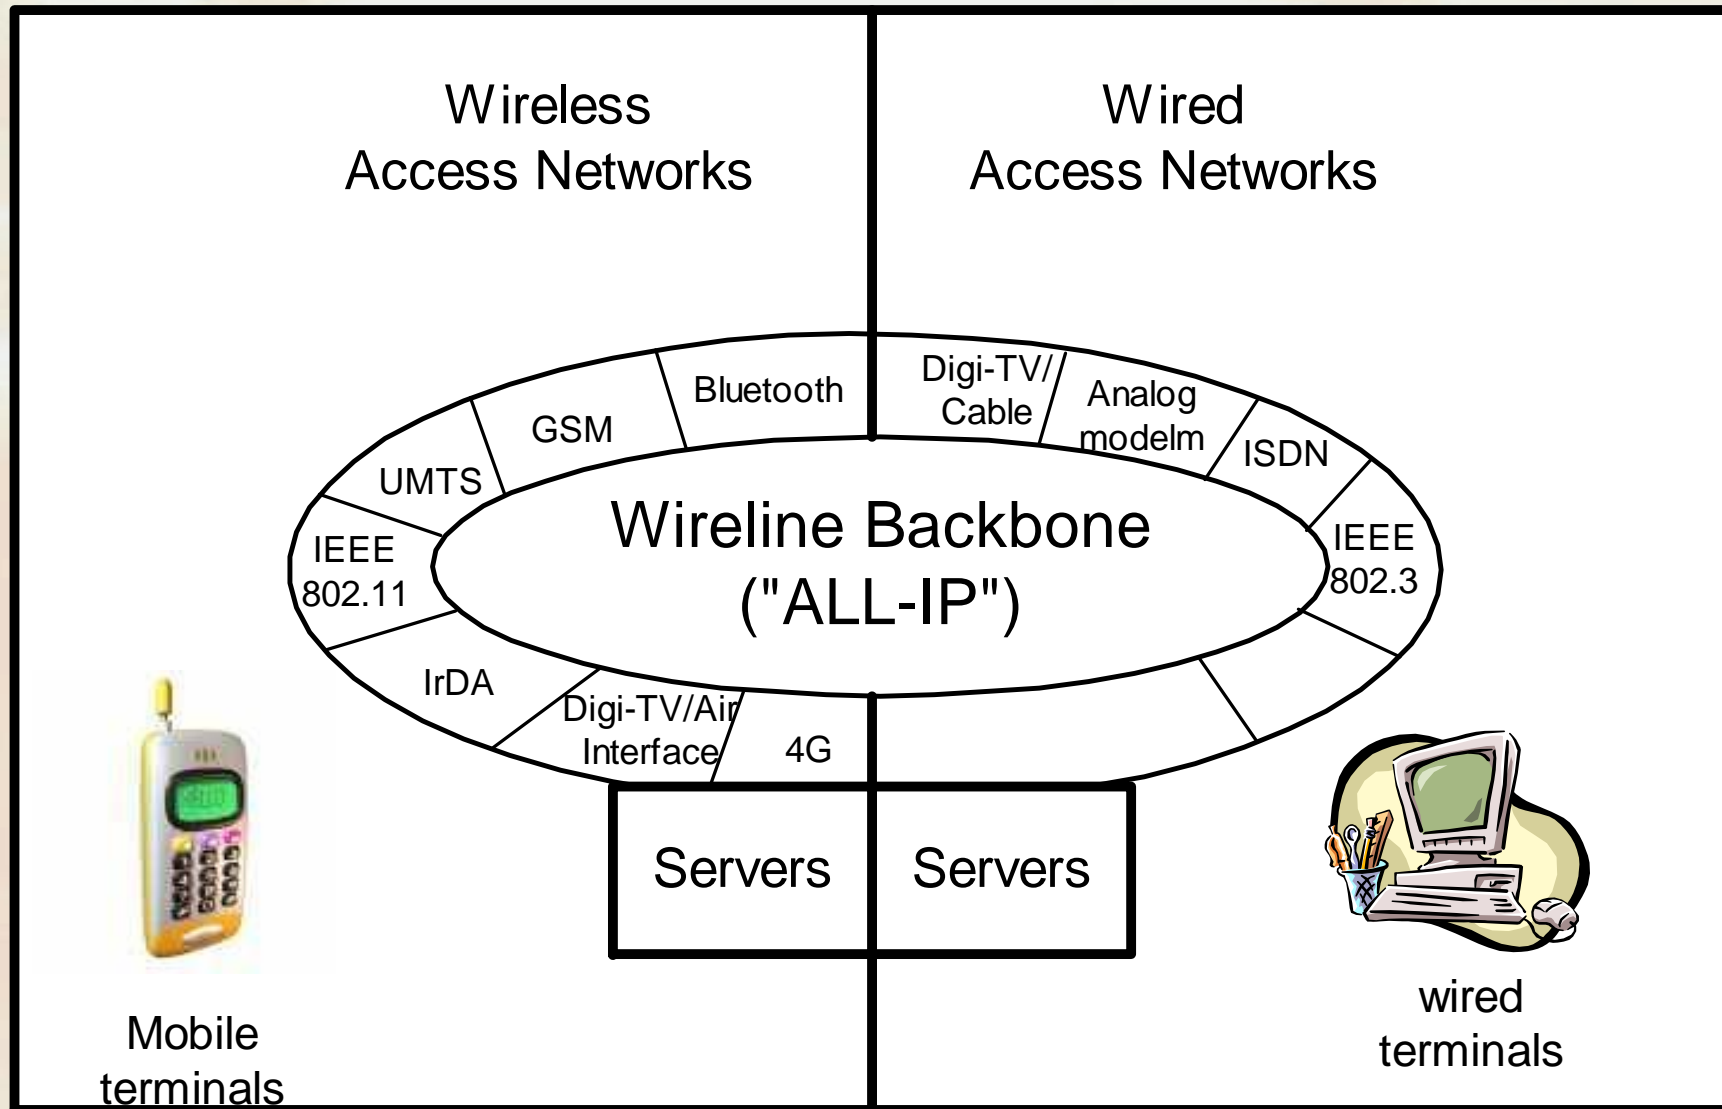 Wireless
Access Networks
Wired
Access Networks
Bluetooth
GSM
UMTS
IEEE
802.11
IrDA
Digi-TV/Air
Interface
4G
Digi-TV/
Cable
Analog
modelm
ISDN
IEEE
802.3
Wireline Backbone
("ALL-IP")
Servers
Servers
Mobile
terminals
wired
terminals